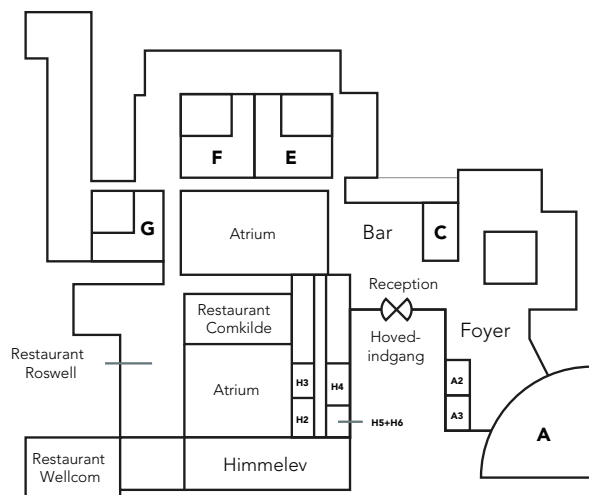 F
E
G
Atrium
Bar
C
Reception
Restaurant
Comkilde
Hoved-
indgang
Foyer
Restaurant
Roswell
Atrium
H3
H4
A2
H2
H5+H6
A3
A
Restaurant
Wellcom
Himmelev